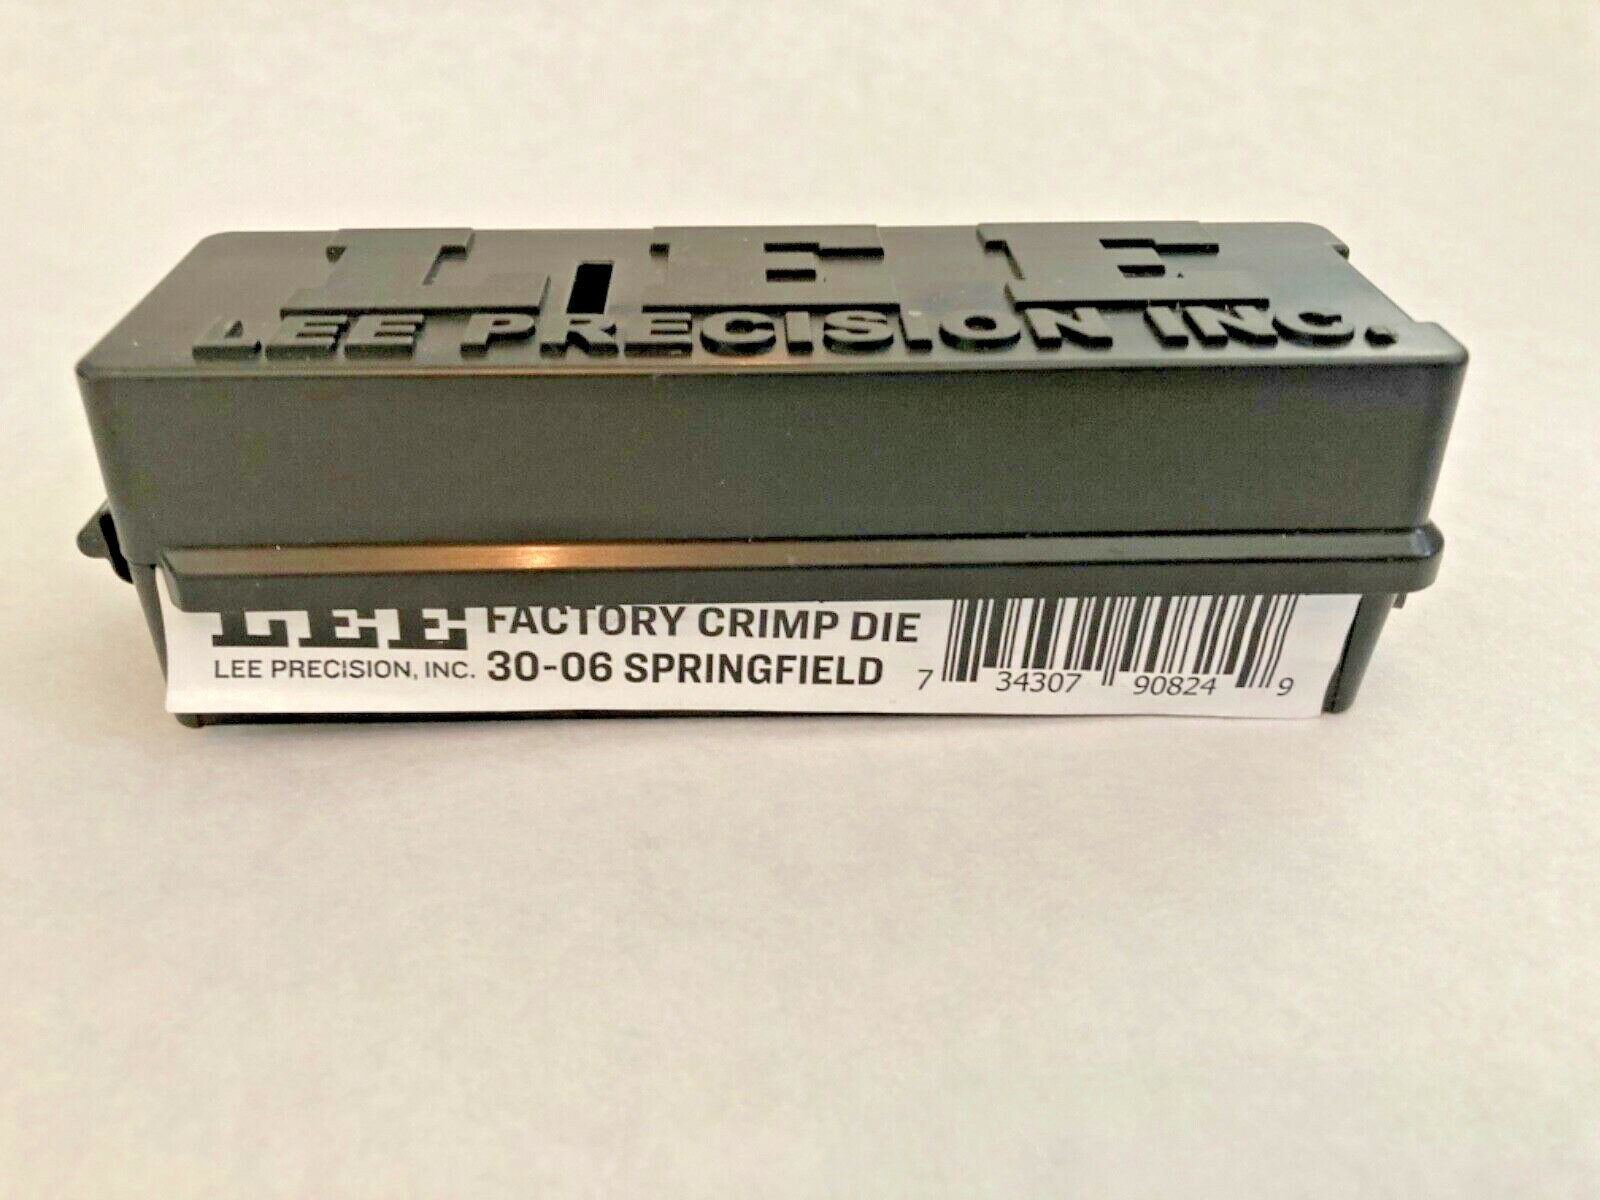 LEE
LEE PRECISION INC.
LEE
LEE PRECISION, INC.
FACTORY CRIMP DIE
30-06 SPRINGFIELD
7 34307 90824 9